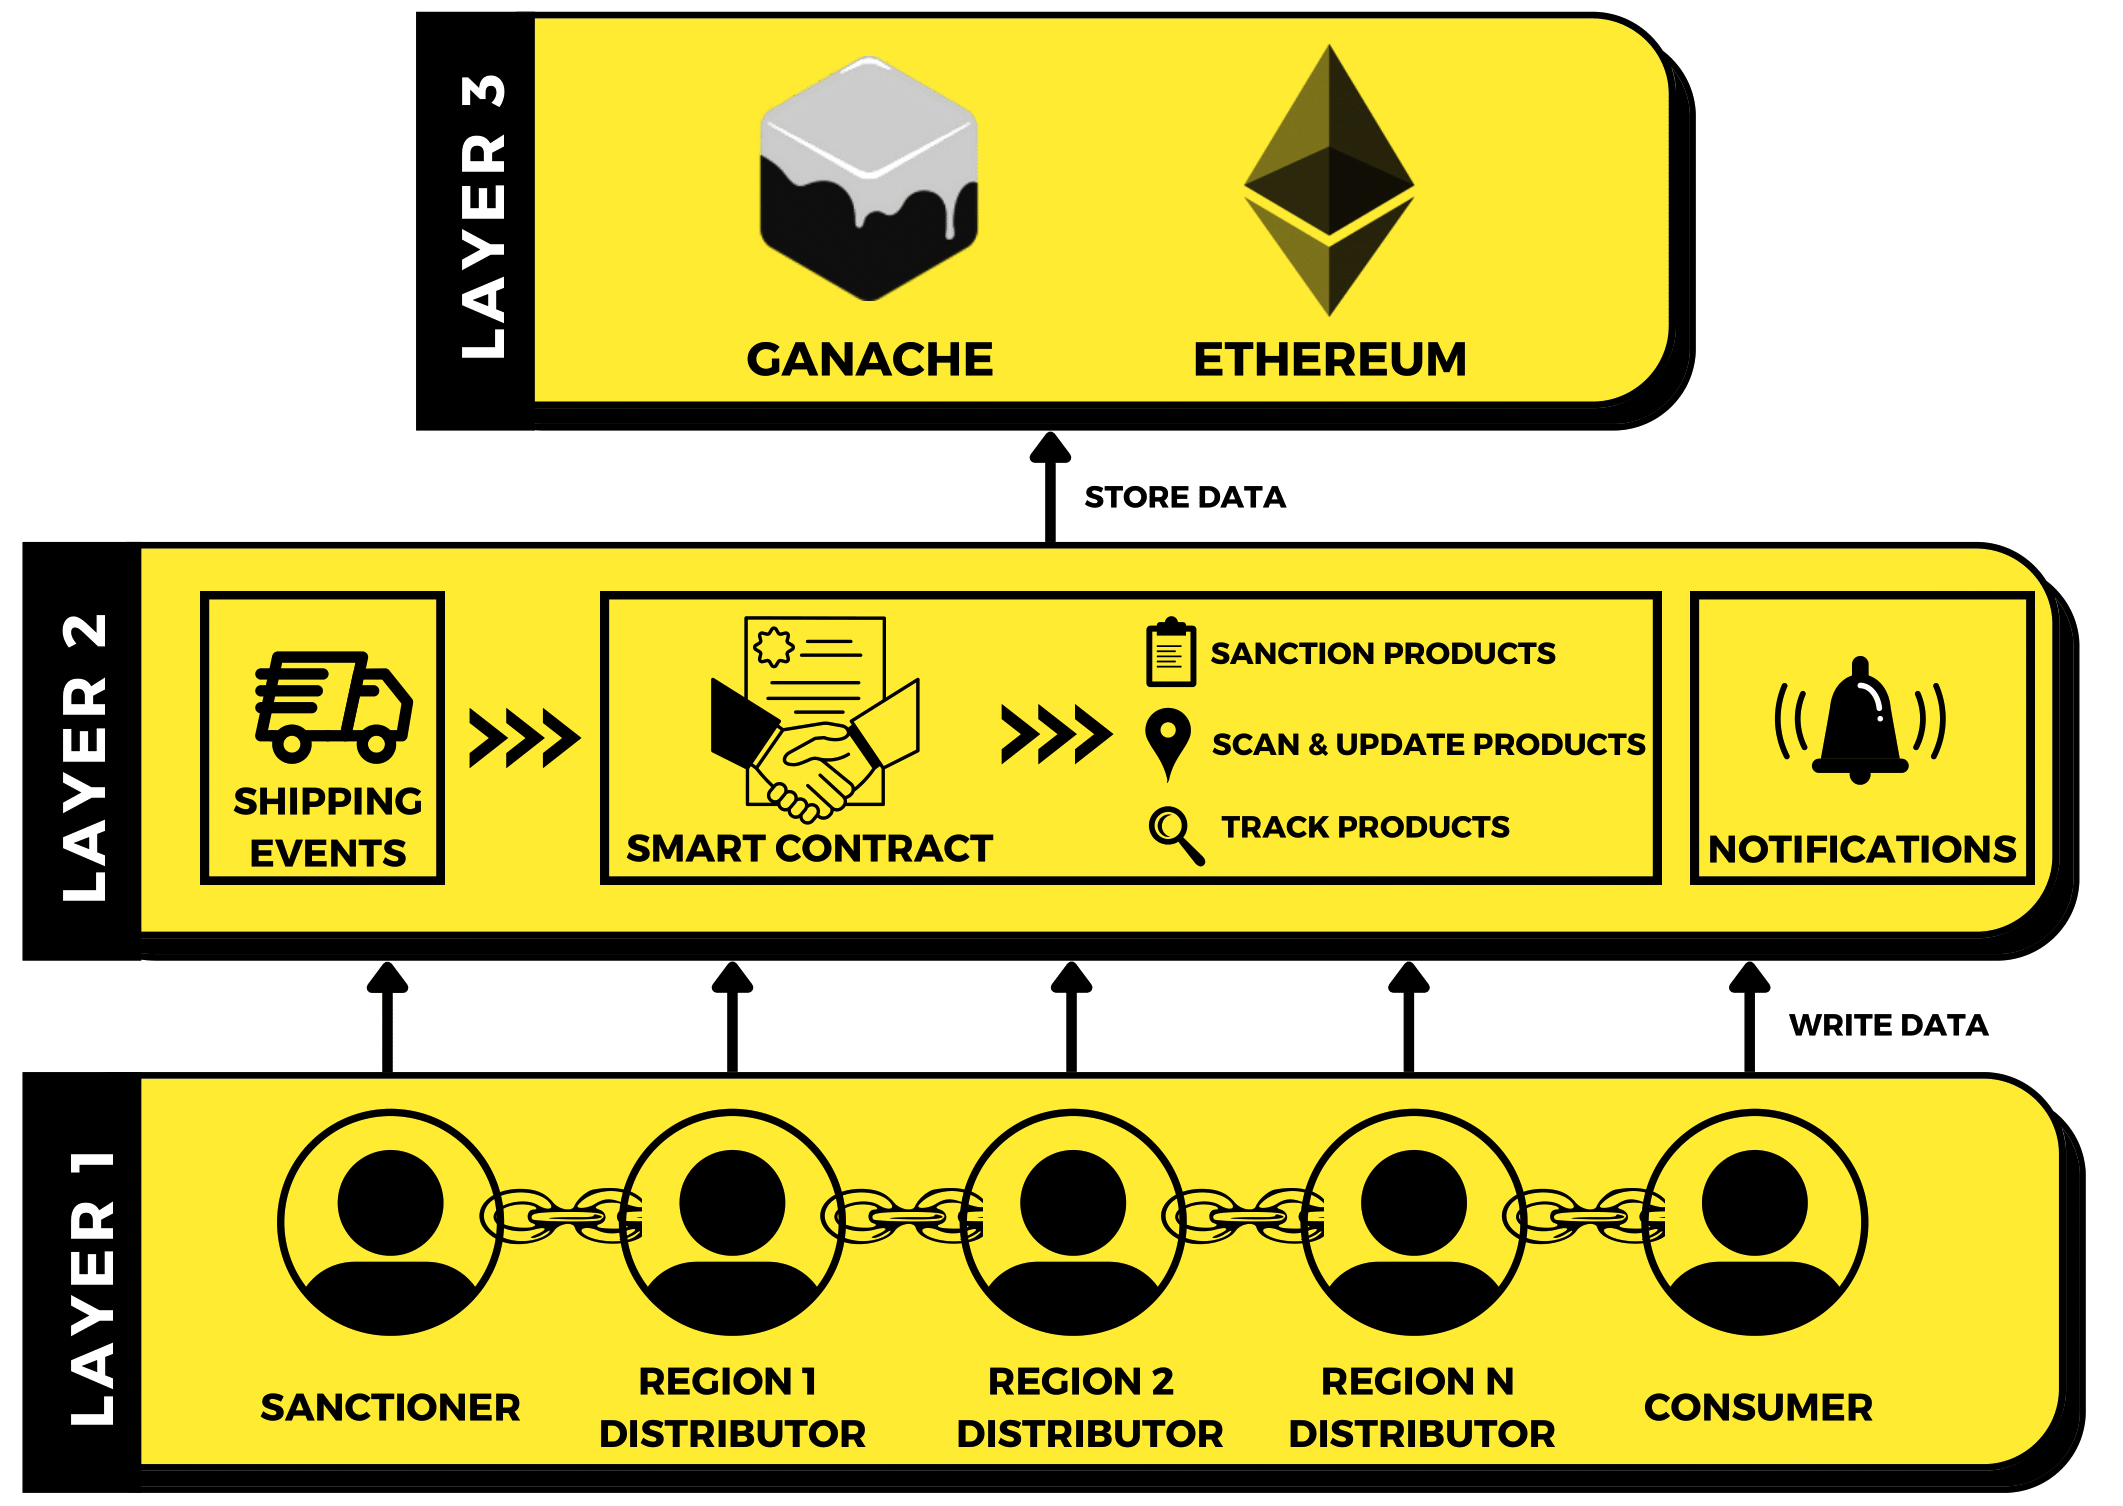 LAYER 3
GANACHE
ETHEREUM
STORE DATA
LAYER 2
SHIPPING
EVENTS
SMART CONTRACT
SANCTION PRODUCTS
SCAN & UPDATE PRODUCTS
TRACK PRODUCTS
NOTIFICATIONS
WRITE DATA
LAYER 1
SANCTIONER
REGION 1
DISTRIBUTOR
REGION 2
DISTRIBUTOR
REGION N
DISTRIBUTOR
CONSUMER